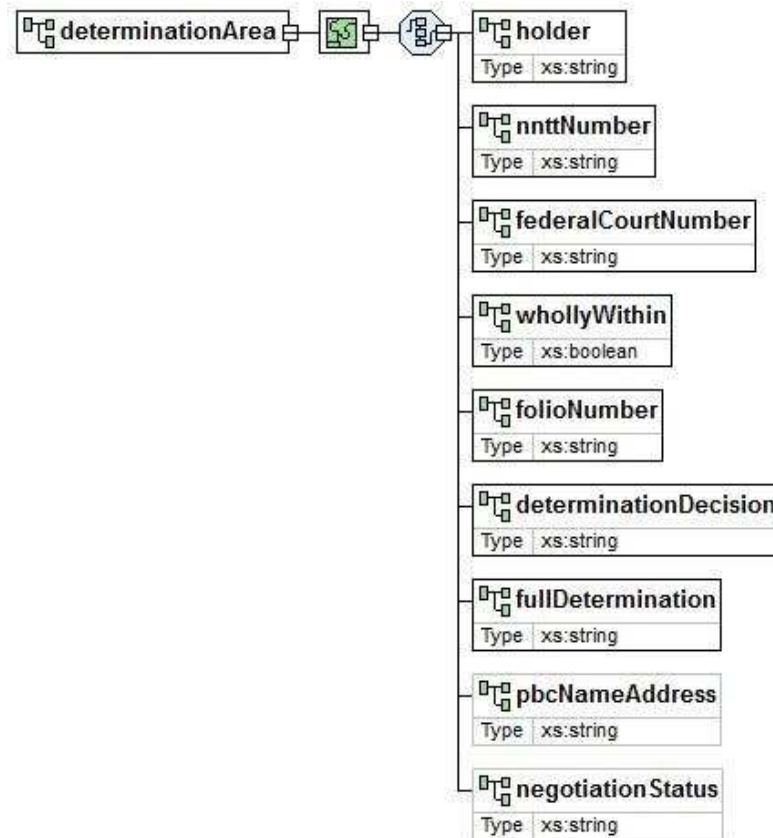 determinationArea
holder
Type xs:string
nnttNumber
Type xs:string
federalCourtNumber
Type xs:string
whollyWithin
Type xs:boolean
folioNumber
Type xs:string
determinationDecision
Type xs:string
fullDetermination
Type xs:string
pbcNameAddress
Type xs:string
negotiationStatus
Type xs:string